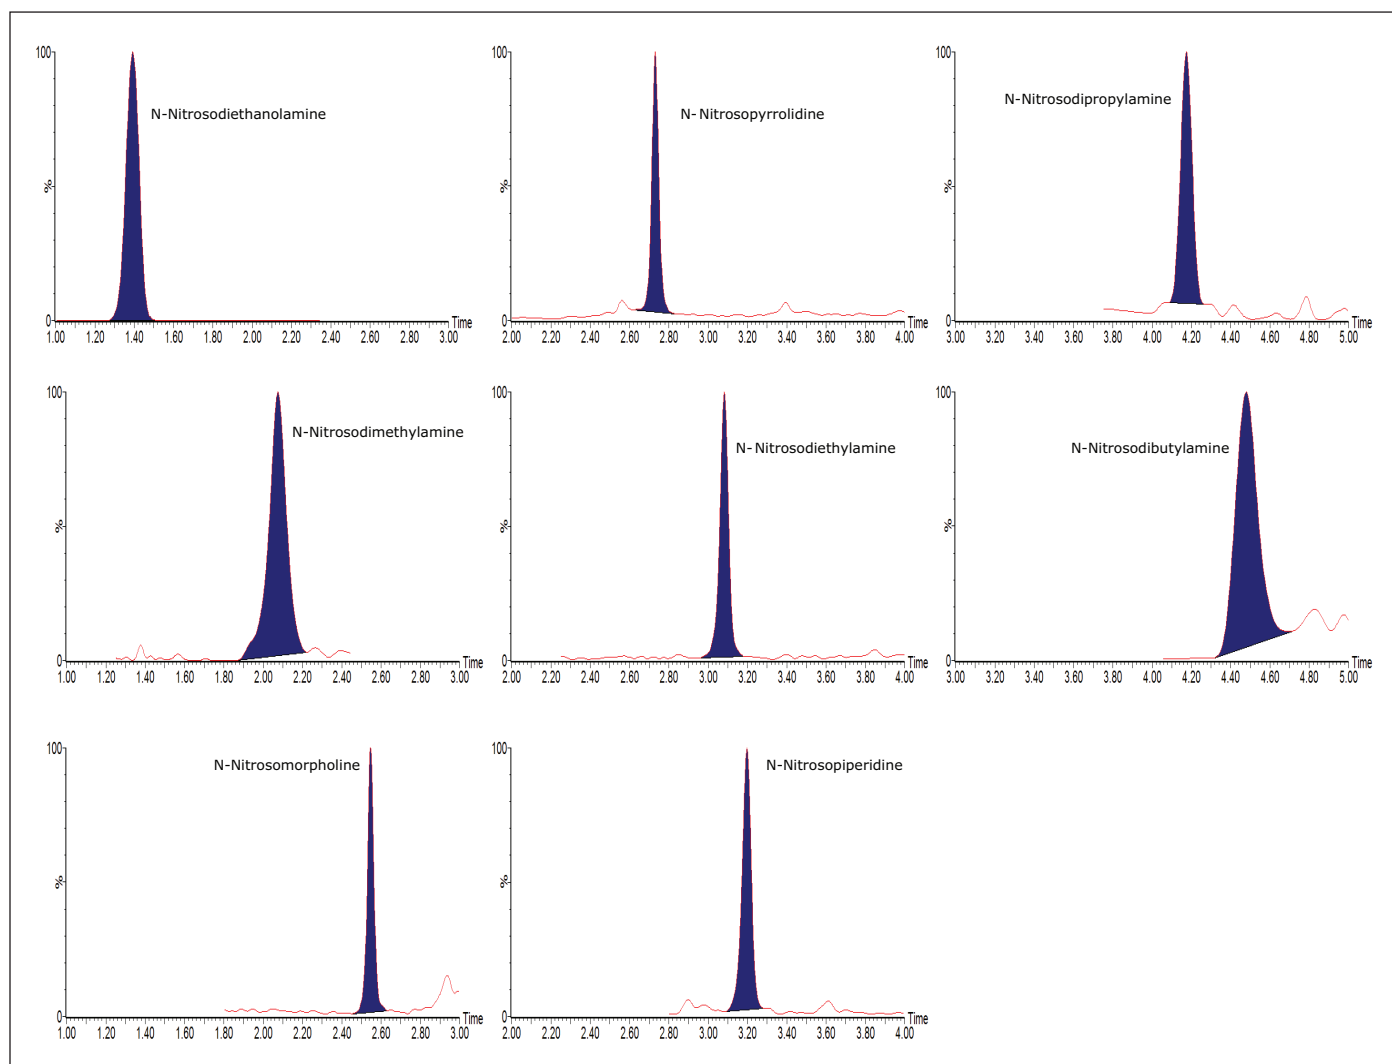 100
%
0
N-Nitrosodiethanolamine
Time
1.00 1.20 1.40 1.60 1.80 2.00 2.20 2.40 2.60 2.80 3.00
100
%
0
N- Nitrosopyrrolidine
Time
2.00 2.20 2.40 2.60 2.80 3.00 3.20 3.40 3.60 3.80 4.00
100
%
0
N-Nitrosodipropylamine
Time
3.00 3.20 3.40 3.60 3.80 4.00 4.20 4.40 4.60 4.80 5.00
100
%
0
N-Nitrosodimethylamine
Time
1.00 1.20 1.40 1.60 1.80 2.00 2.20 2.40 2.60 2.80 3.00
100
%
0
N- Nitrosodiethylamine
Time
2.00 2.20 2.40 2.60 2.80 3.00 3.20 3.40 3.60 3.80 4.00
100
%
0
N-Nitrosodibutylamine
Time
3.00 3.20 3.40 3.60 3.80 4.00 4.20 4.40 4.60 4.80 5.00
100
%
0
N-Nitrosomorpholine
Time
1.00 1.20 1.40 1.60 1.80 2.00 2.20 2.40 2.60 2.80 3.00
100
%
0
N-Nitrosopiperidine
Time
2.00 2.20 2.40 2.60 2.80 3.00 3.20 3.40 3.60 3.80 4.00